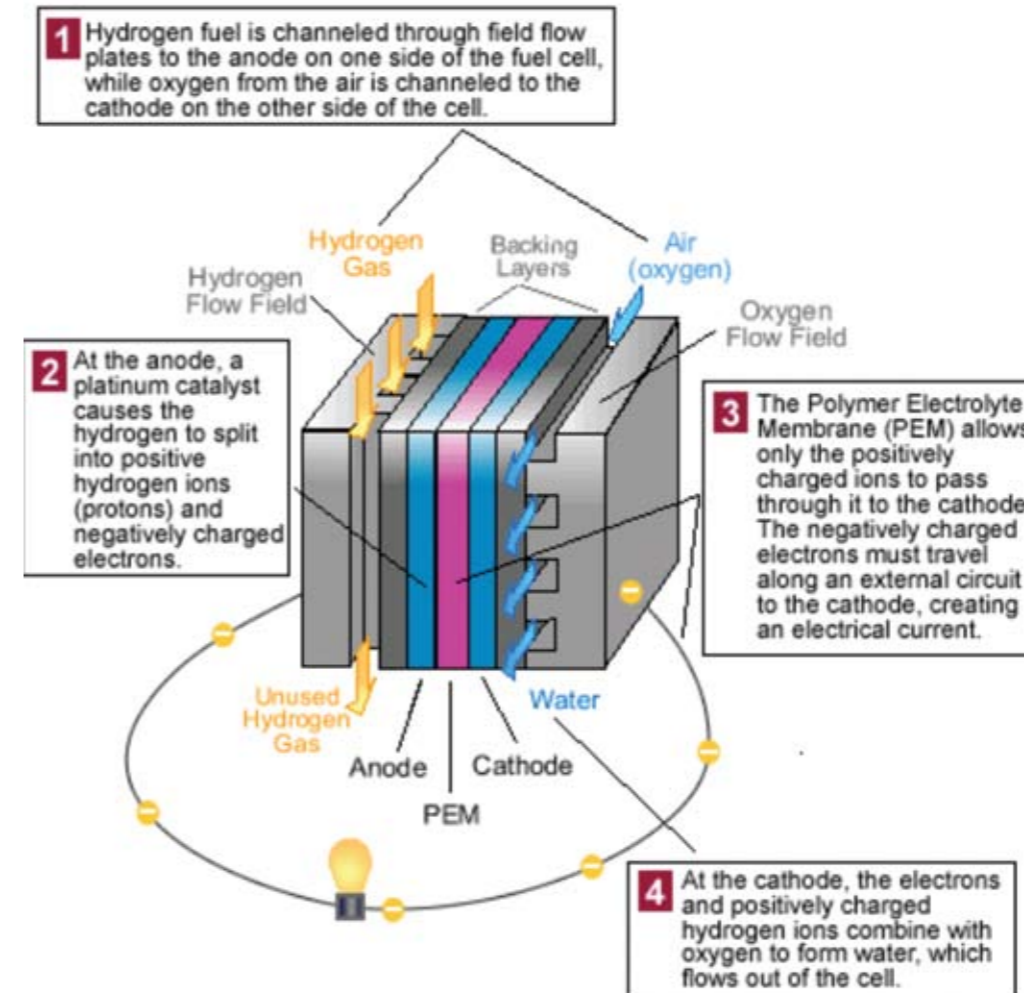 1 Hydrogen fuel is channeled through field flow
plates to the anode on one side of the fuel cell,
while oxygen from the air is channeled to the
cathode on the other side of the cell.
Hydrogen
Gas
Backing
Layers
Air
(oxygen)
Hydrogen
Flow Field
Oxygen
Flow Field
2 At the anode, a
platinum catalyst
causes the
hydrogen to split
into positive
hydrogen ions
(protons) and
negatively charged
electrons.
3 The Polymer Electrolyte
Membrane (PEM) allows
only the positively
charged ions to pass
through it to the cathode
The negatively charged
electrons must travel
along an external circuit
to the cathode, creating
an electrical current.
Unused
Hydrogen
Gas
Water
Anode
Cathode
PEM
4 At the cathode, the electrons
and positively charged
hydrogen ions combine with
oxygen to form water, which
flows out of the cell.